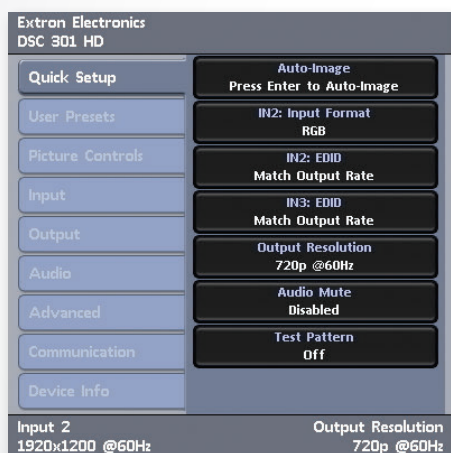 Extron Electronics
DSC 301 HD
Quick Setup
User Presets
Picture Controls
Input
Output
Audio
Advanced
Communication
Device Info
Auto-Image
Press Enter to Auto-Image
IN2: Input Format
RGB
IN2: EDID
Match Output Rate
IN3: EDID
Match Output Rate
Output Resolution
720p @60Hz
Audio Mute
Disabled
Test Pattern
Off
Input 2
1920x1200 @60Hz
Output Resolution
720p @60Hz